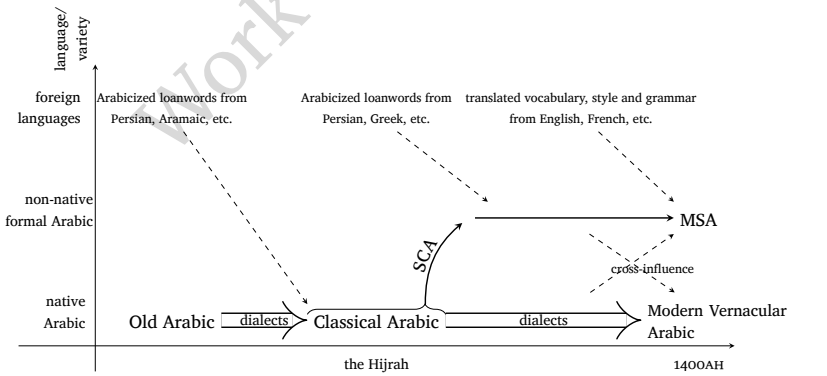 language/
variety
Work
foreign
languages
Arabicized loanwords from
Persian, Aramaic, etc.
Arabicized loanwords from
Persian, Greek, etc.
translated vocabulary, style and grammar
from English, French, etc.
non-native
formal Arabic
MSA
SCA
cross-influence
native
Arabic
Old Arabic
dialects
Classical Arabic
dialects
Modern Vernacular
Arabic
the Hijrah
1400AH